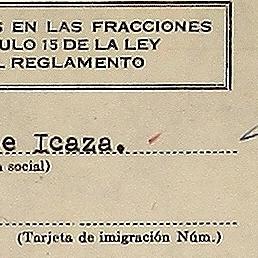 S EN LAS FRACCIONES
ULO 15 DE LA LEY
L REGLAMENTO
e Icaza.
n social)
(Tarjeta de imigración Núm.)